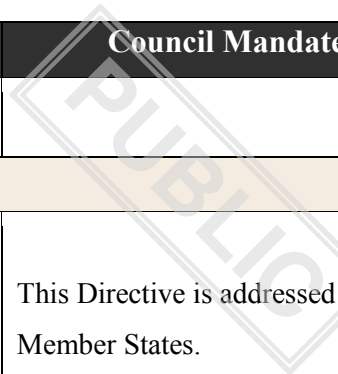 Council Mandate
PUBLIC
This Directive is addressed
Member States.